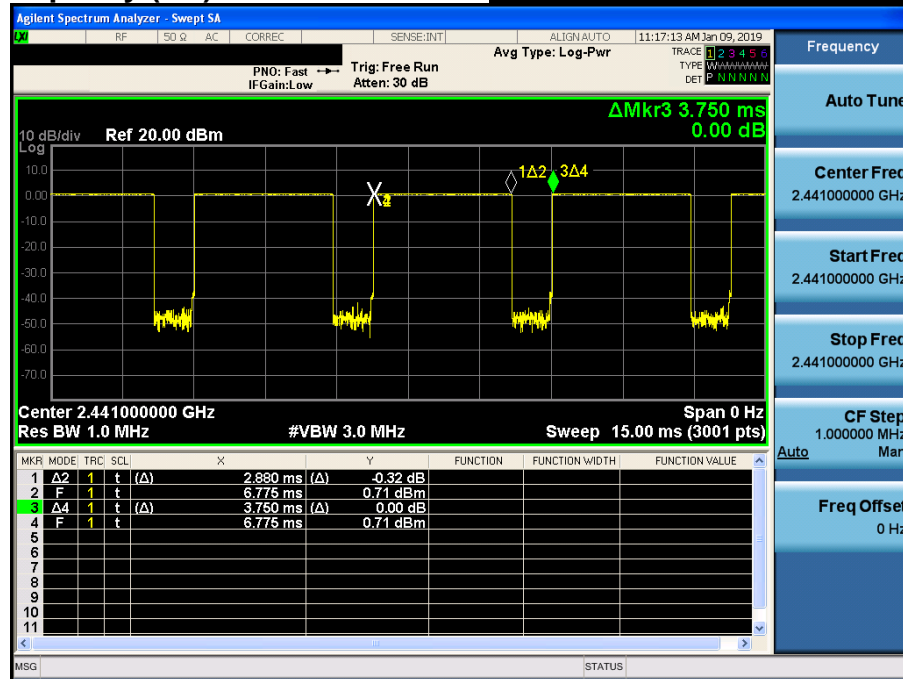 Agilent Spectrum Analyzer - Swept SA
LXI RF 50 Ω AC CORREC SENSE:INT ALIGN AUTO 11:17:13 AM Jan 09, 2019
Avg Type: Log-Pwr TRACE 1 2 3 4 5 6
PNO: Fast Trig: Free Run TYPE W
IFGain:Low Atten: 30 dB DET P N N N N N
ΔMkr3 3.750 ms
0.00 dB
10 dB/div Ref 20.00 dBm
Log
10.0
0.00
-10.0
-20.0
-30.0
-40.0
-50.0
-60.0
-70.0
1Δ2 3Δ4
X
Center 2.441000000 GHz Span 0 Hz
Res BW 1.0 MHz #VBW 3.0 MHz Sweep 15.00 ms (3001 pts)
MKR MODE TRC SCL X Y FUNCTION FUNCTION WIDTH FUNCTION VALUE
1 Δ2 1 t (Δ) 2.880 ms (Δ) -0.32 dB
2 F 1 t 6.775 ms 0.71 dBm
3 Δ4 1 t (Δ) 3.750 ms (Δ) 0.00 dB
4 F 1 t 6.775 ms 0.71 dBm
5
6
7
8
9
10
11
MSG STATUS
Frequency
Auto Tune
Center Freq
2.441000000 GHz
Start Freq
2.441000000 GHz
Stop Freq
2.441000000 GHz
CF Step
1.000000 MHz
Auto Man
Freq Offset
0 Hz